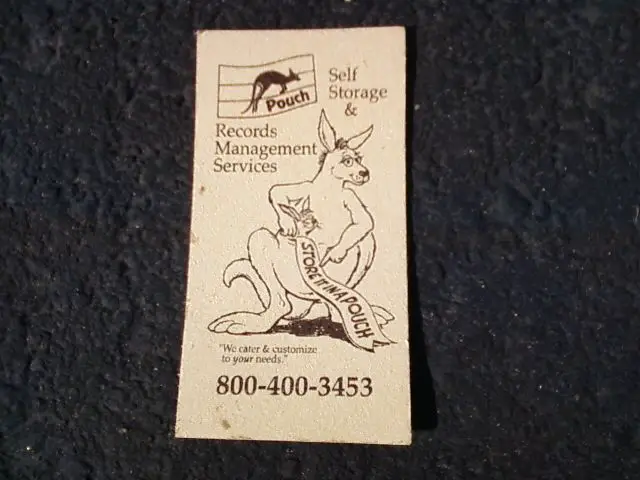 Pouch
Self
Storage
&
Records
Management
Services
STORE IT IN A POUCH
"We cater & customize
to your needs."
800-400-3453